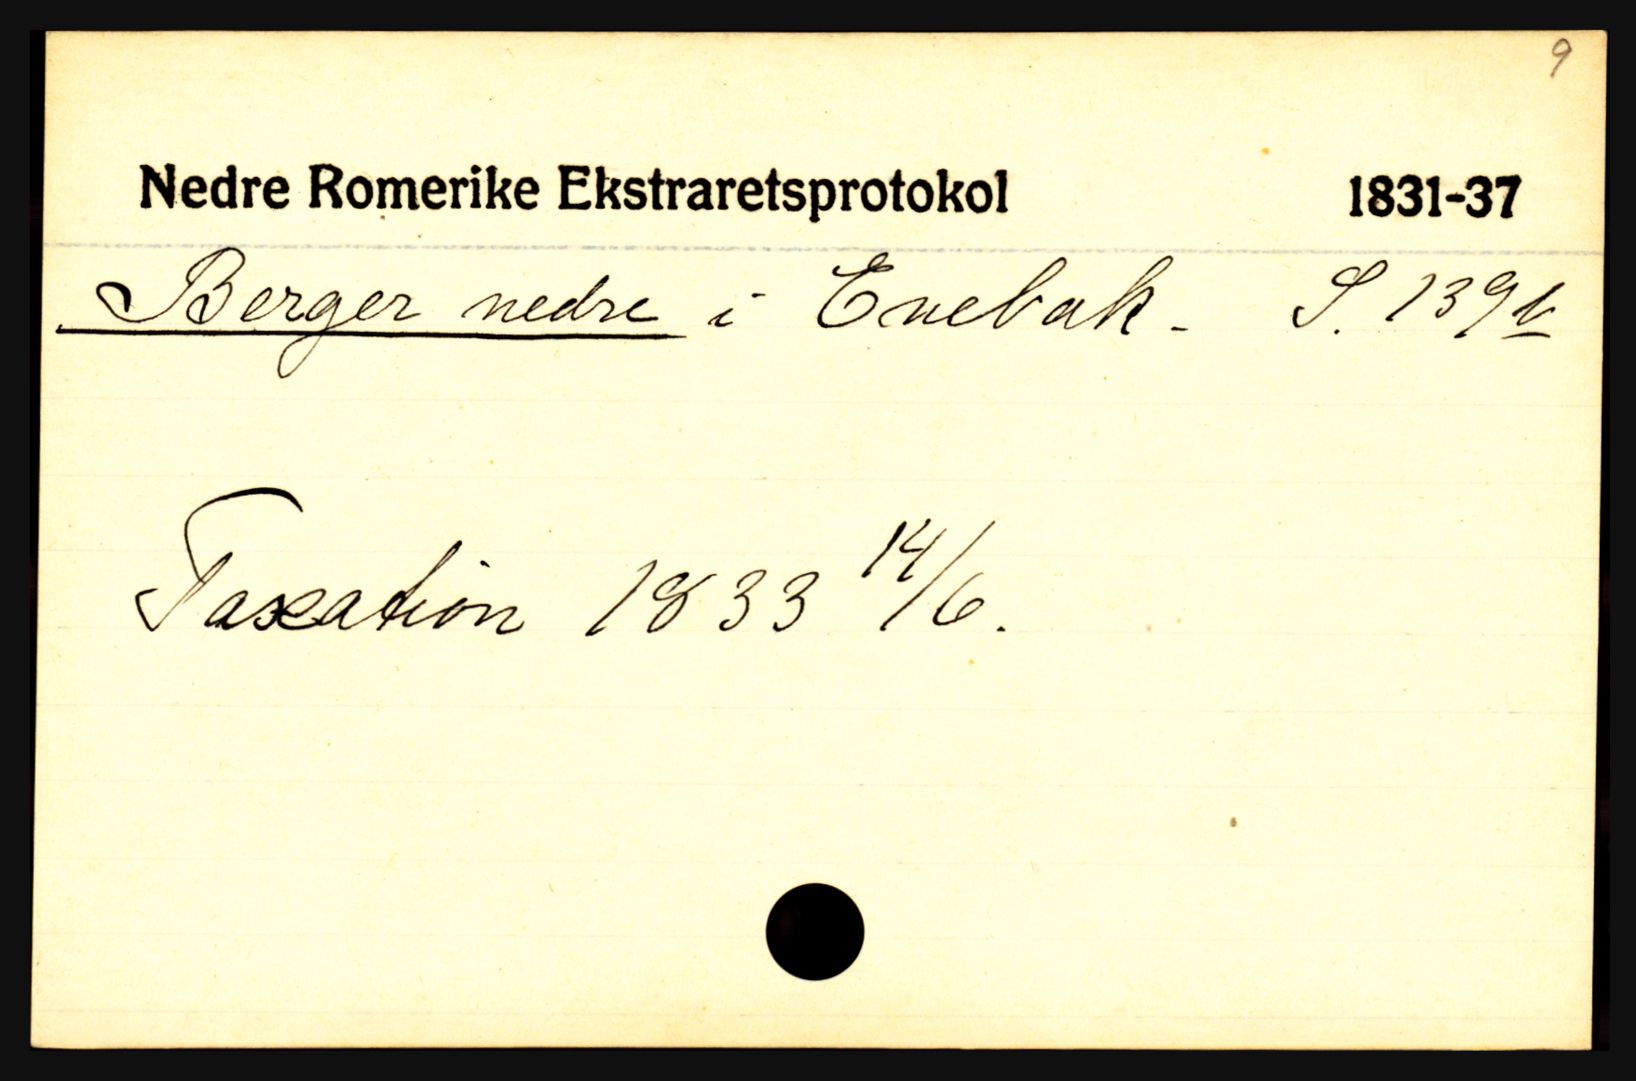 9
Nedre Romerike Ekstraretsprotokol 1831-37
Berger nedre i Enebak - S. 139b
Taxation 1833 14/6.